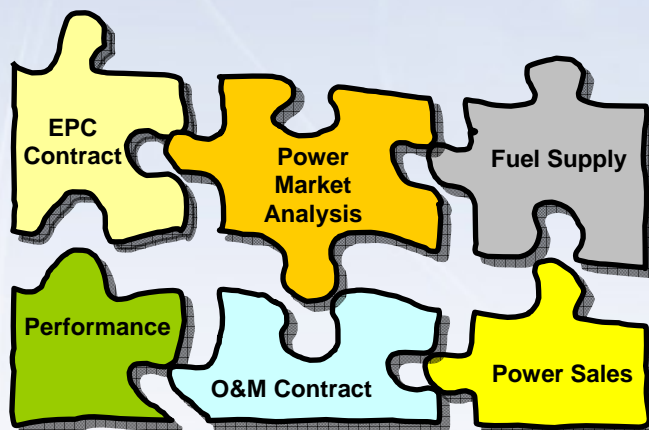 EPC
Contract
Power
Market
Analysis
Fuel Supply
Performance
O&M Contract
Power Sales